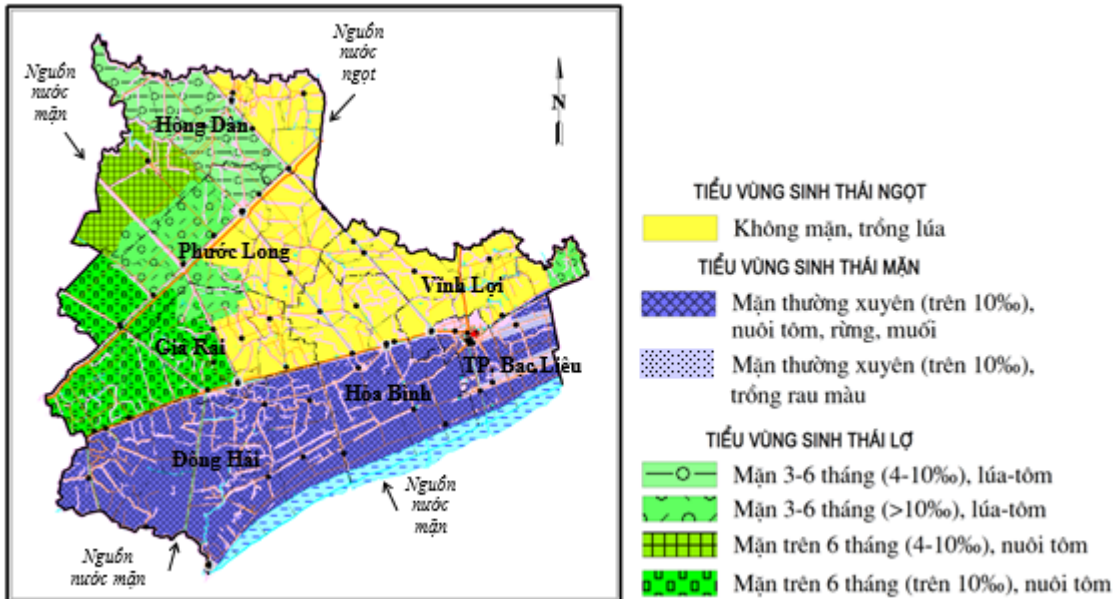 Nguồn
nước
ngọt
Nguồn
nước
mặn
N
Hồng Dân
Phước Long
Vĩnh Lợi
Giá Rai
TP. Bạc Liêu
Hòa Bình
Đông Hải
Nguồn
nước
mặn
Nguồn
nước mặn
TIỂU VÙNG SINH THÁI NGỌT
Không mặn, trồng lúa
TIỂU VÙNG SINH THÁI MẶN
Mặn thường xuyên (trên 10‰),
nuôi tôm, rừng, muối
Mặn thường xuyên (trên 10‰),
trồng rau màu
TIỂU VÙNG SINH THÁI LỢ
Mặn 3-6 tháng (4-10‰), lúa-tôm
Mặn 3-6 tháng (>10‰), lúa-tôm
Mặn trên 6 tháng (4-10‰), nuôi tôm
Mặn trên 6 tháng (trên 10‰), nuôi tôm